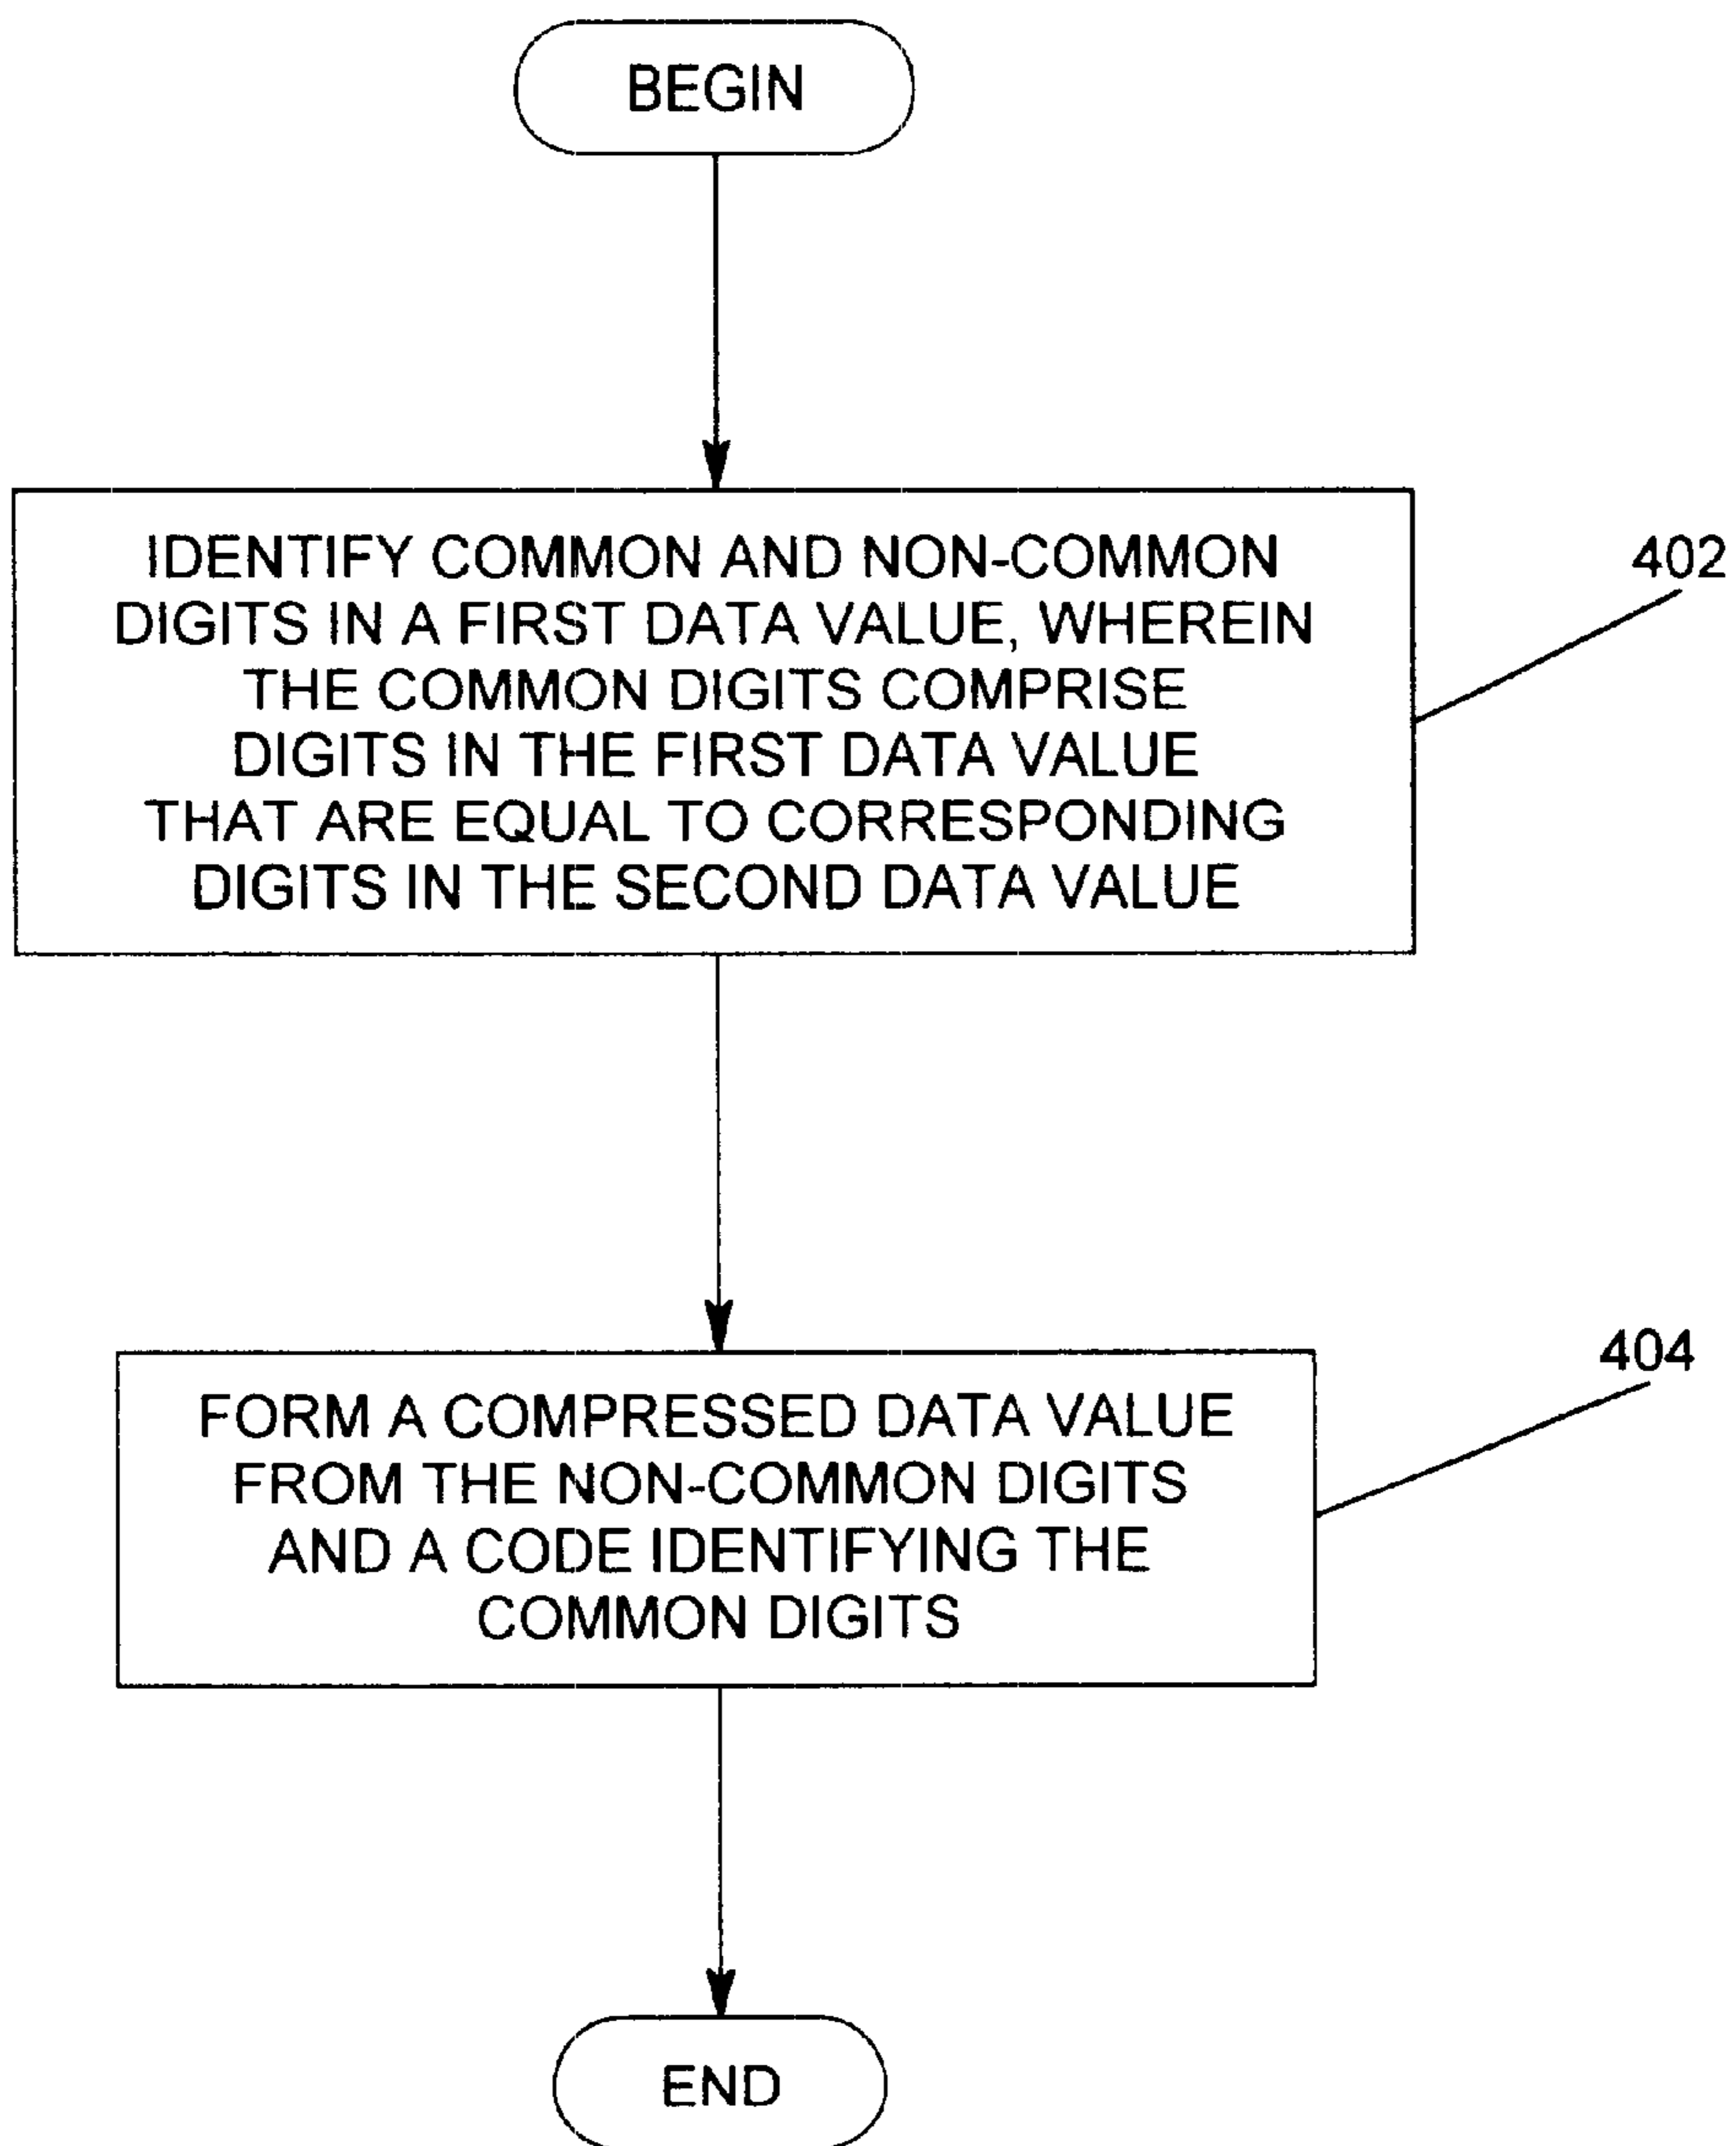 BEGIN
IDENTIFY COMMON AND NON-COMMON
DIGITS IN A FIRST DATA VALUE, WHEREIN
THE COMMON DIGITS COMPRISE
DIGITS IN THE FIRST DATA VALUE
THAT ARE EQUAL TO CORRESPONDING
DIGITS IN THE SECOND DATA VALUE
402
FORM A COMPRESSED DATA VALUE
FROM THE NON-COMMON DIGITS
AND A CODE IDENTIFYING THE
COMMON DIGITS
404
END